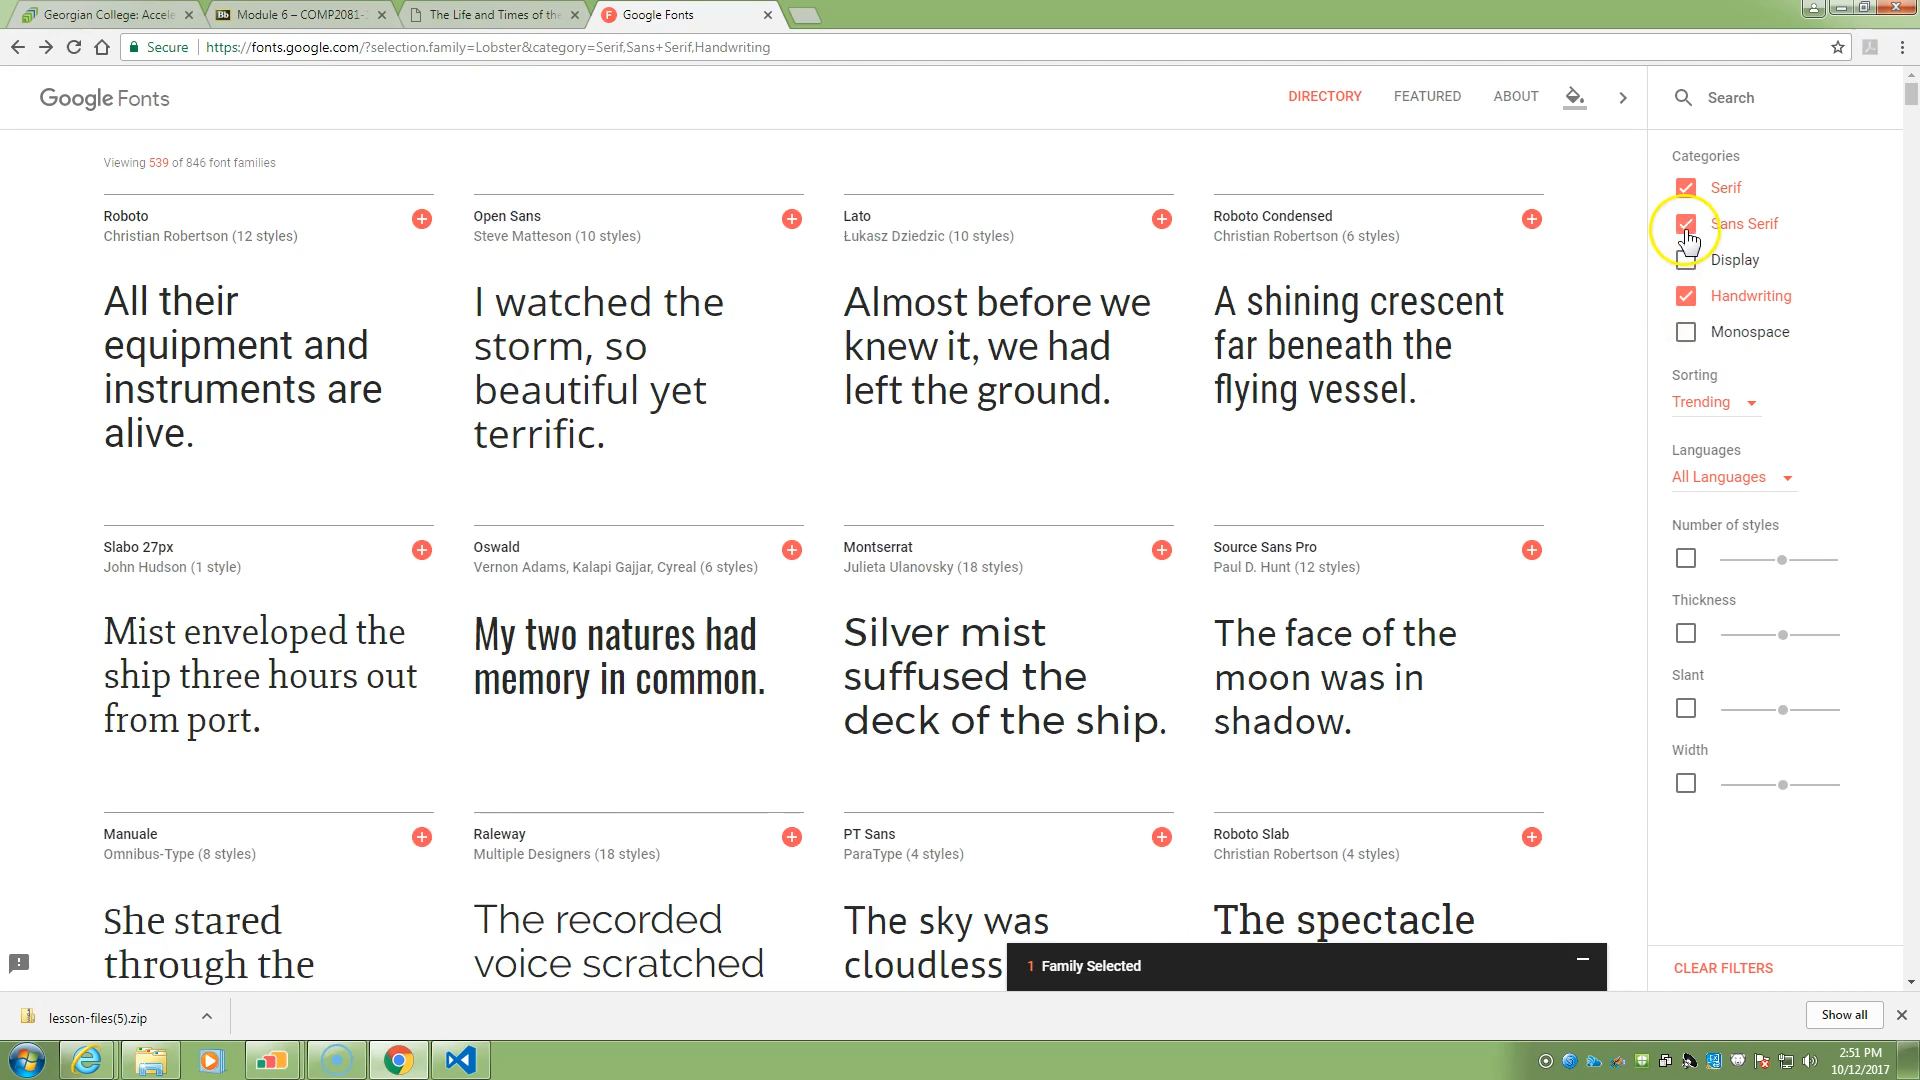 Georgian College: Accele
Module 6 – COMP2081-
The Life and Times of the
Google Fonts
Secure
https://fonts.google.com/?selection.family=Lobster&category=Serif,Sans+Serif,Handwriting
Google Fonts
DIRECTORY
FEATURED
ABOUT
Search
Viewing 539 of 846 font families
Categories
Serif
Sans Serif
Display
Handwriting
Monospace
Sorting
Trending
Languages
All Languages
Number of styles
Thickness
Slant
Width
CLEAR FILTERS
Roboto
Christian Robertson (12 styles)
All their
equipment and
instruments are
alive.
Open Sans
Steve Matteson (10 styles)
I watched the
storm, so
beautiful yet
terrific.
Lato
Łukasz Dziedzic (10 styles)
Almost before we
knew it, we had
left the ground.
Roboto Condensed
Christian Robertson (6 styles)
A shining crescent
far beneath the
flying vessel.
Slabo 27px
John Hudson (1 style)
Mist enveloped the
ship three hours out
from port.
Oswald
Vernon Adams, Kalapi Gajjar, Cyreal (6 styles)
My two natures had
memory in common.
Montserrat
Julieta Ulanovsky (18 styles)
Silver mist
suffused the
deck of the ship.
Source Sans Pro
Paul D. Hunt (12 styles)
The face of the
moon was in
shadow.
Manuale
Omnibus-Type (8 styles)
She stared
through the
Raleway
Multiple Designers (18 styles)
The recorded
voice scratched
PT Sans
ParaType (4 styles)
The sky was
cloudless
Roboto Slab
Christian Robertson (4 styles)
The spectacle
1 Family Selected
lesson-files(5).zip
Show all
2:51 PM
10/12/2017